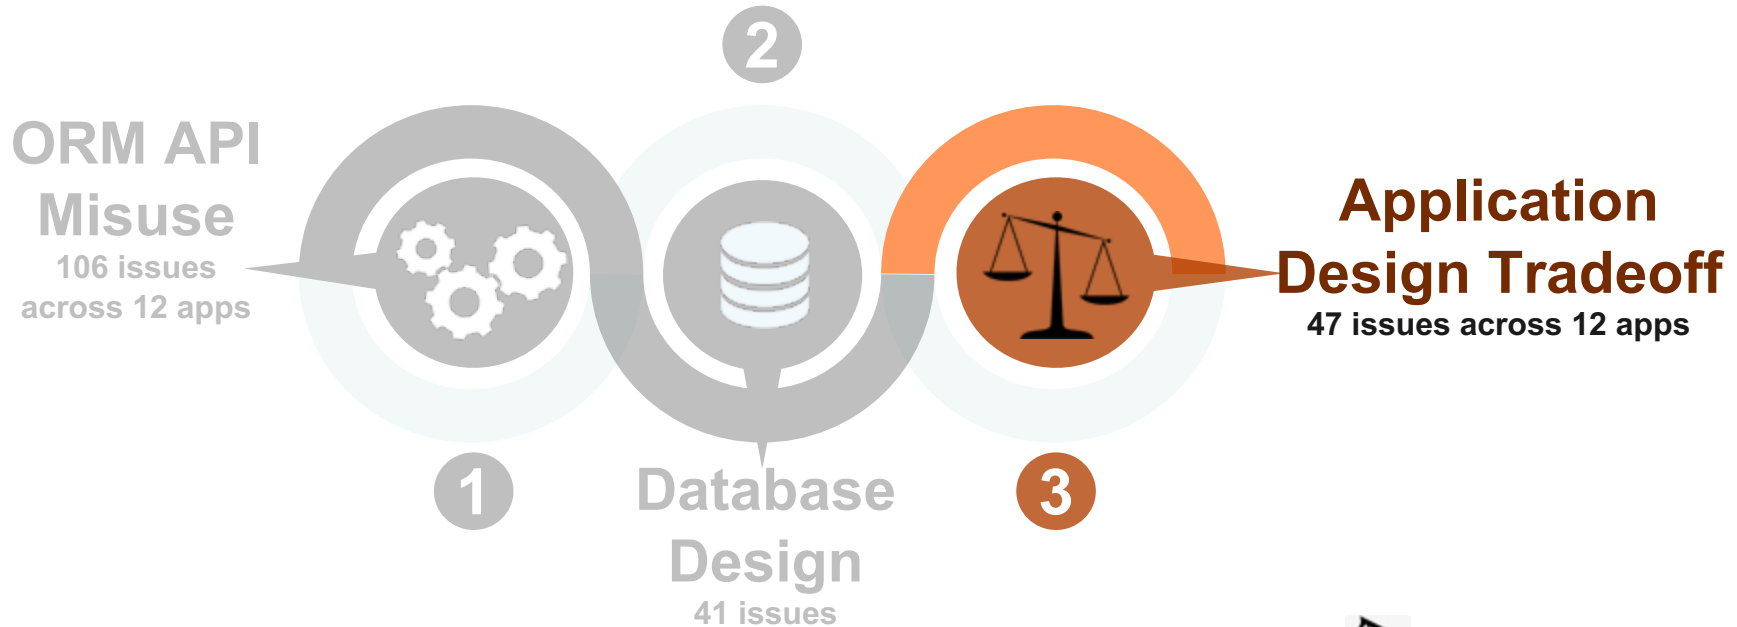 2
ORM API
Misuse
106 issues
across 12 apps
Application
Design Tradeoff
47 issues across 12 apps
1
Database
Design
41 issues
3